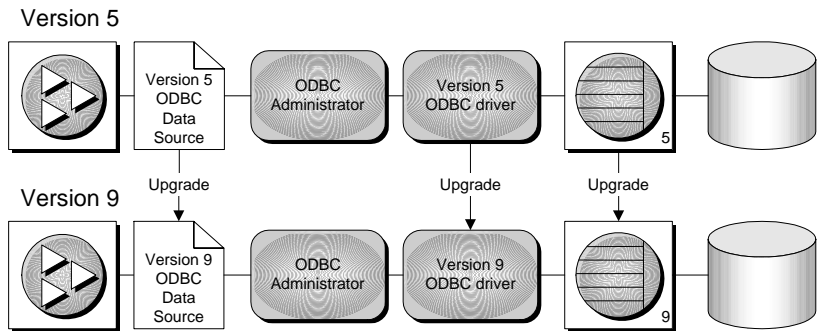 Version 5
Version 5
ODBC
Data
Source
ODBC
Administrator
Version 5
ODBC driver
5
Upgrade
Upgrade
Upgrade
Version 9
Version 9
ODBC
Data
Source
ODBC
Administrator
Version 9
ODBC driver
9